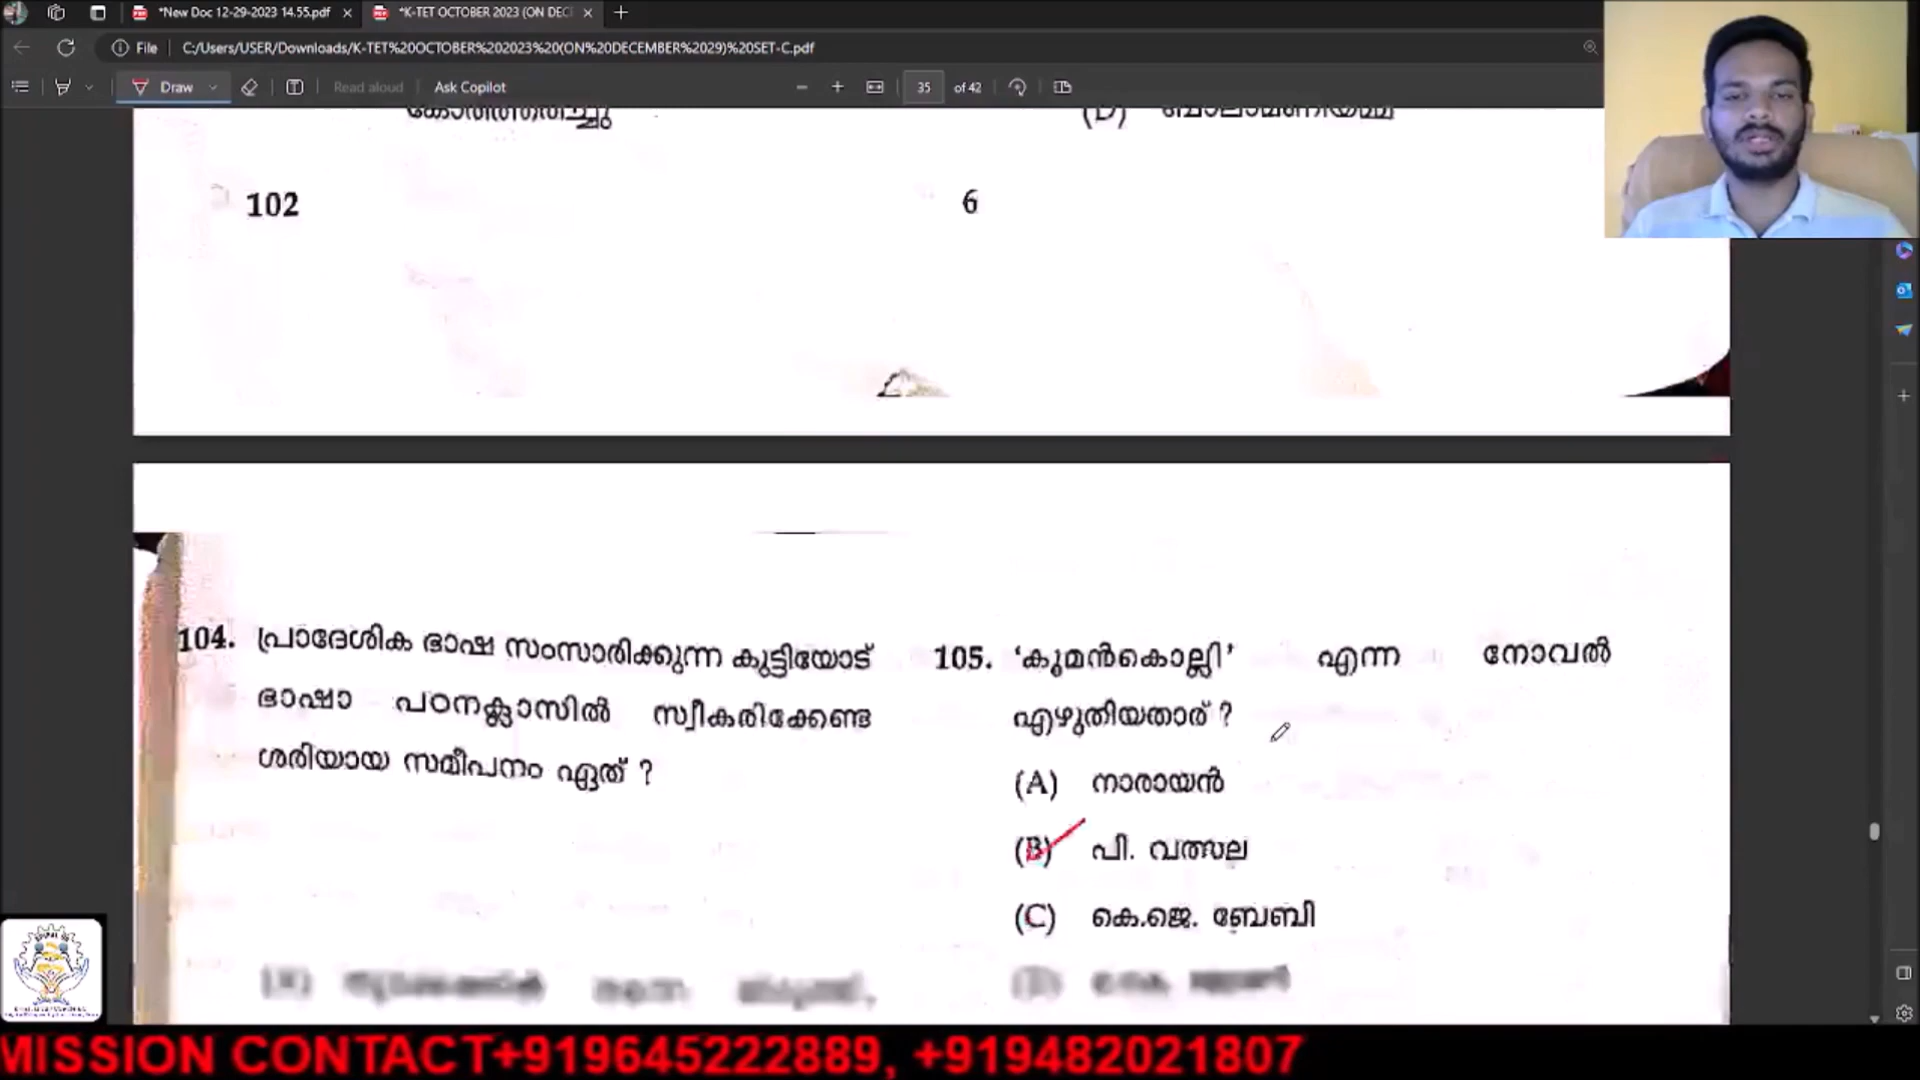 *New Doc 12-29-2023 14.55.pdf
*K-TET OCTOBER 2023 (ON DEC
File
C:/Users/USER/Downloads/K-TET%20OCTOBER%202023%20(ON%20DECEMBER%2029)%20SET-C.pdf
Draw
Read aloud
Ask Copilot
35
of 42
(D) ബാലാമണിയമ്മ
102
6
104. പ്രാദേശിക ഭാഷ സംസാരിക്കുന്ന കുട്ടിയോട്
ഭാഷാ പഠനക്ലാസിൽ സ്വീകരിക്കേണ്ട
ശരിയായ സമീപനം ഏത് ?
105. ‘കുമൻകൊല്ലി’ എന്ന നോവൽ
എഴുതിയതാര് ?
(A) നാരായൻ
(B) പി. വത്സല
(C) കെ.ജെ. ബേബി
MISSION CONTACT+919645222889, +919482021807